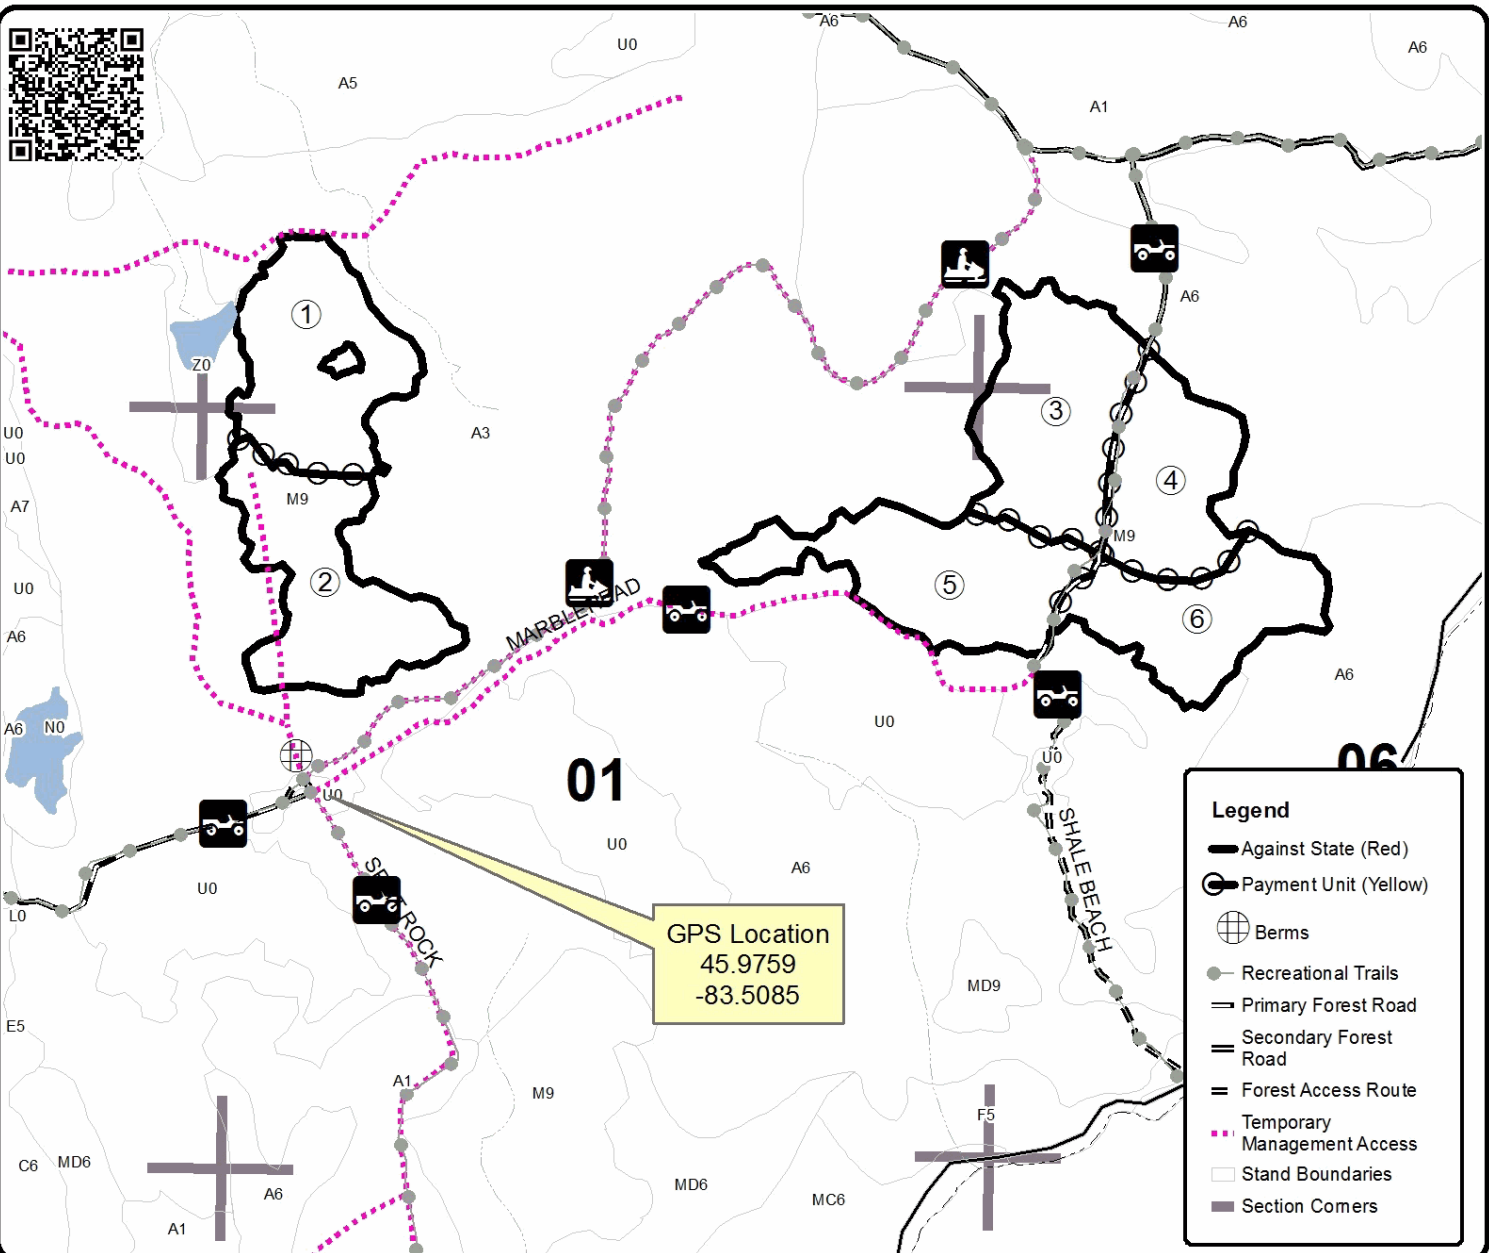 A6
A6
A6
U0
A5
A1
A6
1
Z0
3
A3
U0
U0
4
M9
A7
M9
2
5
U0
6
MARBLEHEAD
A6
A6
U0
A6
N0
U0
01
06
U0
SHALE BEACH
U0
A6
U0
L0
SPLIT ROCK
GPS Location
45.9759
-83.5085
MD9
E5
A1
M9
F5
C6
MD6
A6
MD6
MC6
A1
Legend
Against State (Red)
Payment Unit (Yellow)
Berms
Recreational Trails
Primary Forest Road
Secondary Forest
Road
Forest Access Route
Temporary
Management Access
Stand Boundaries
Section Corners